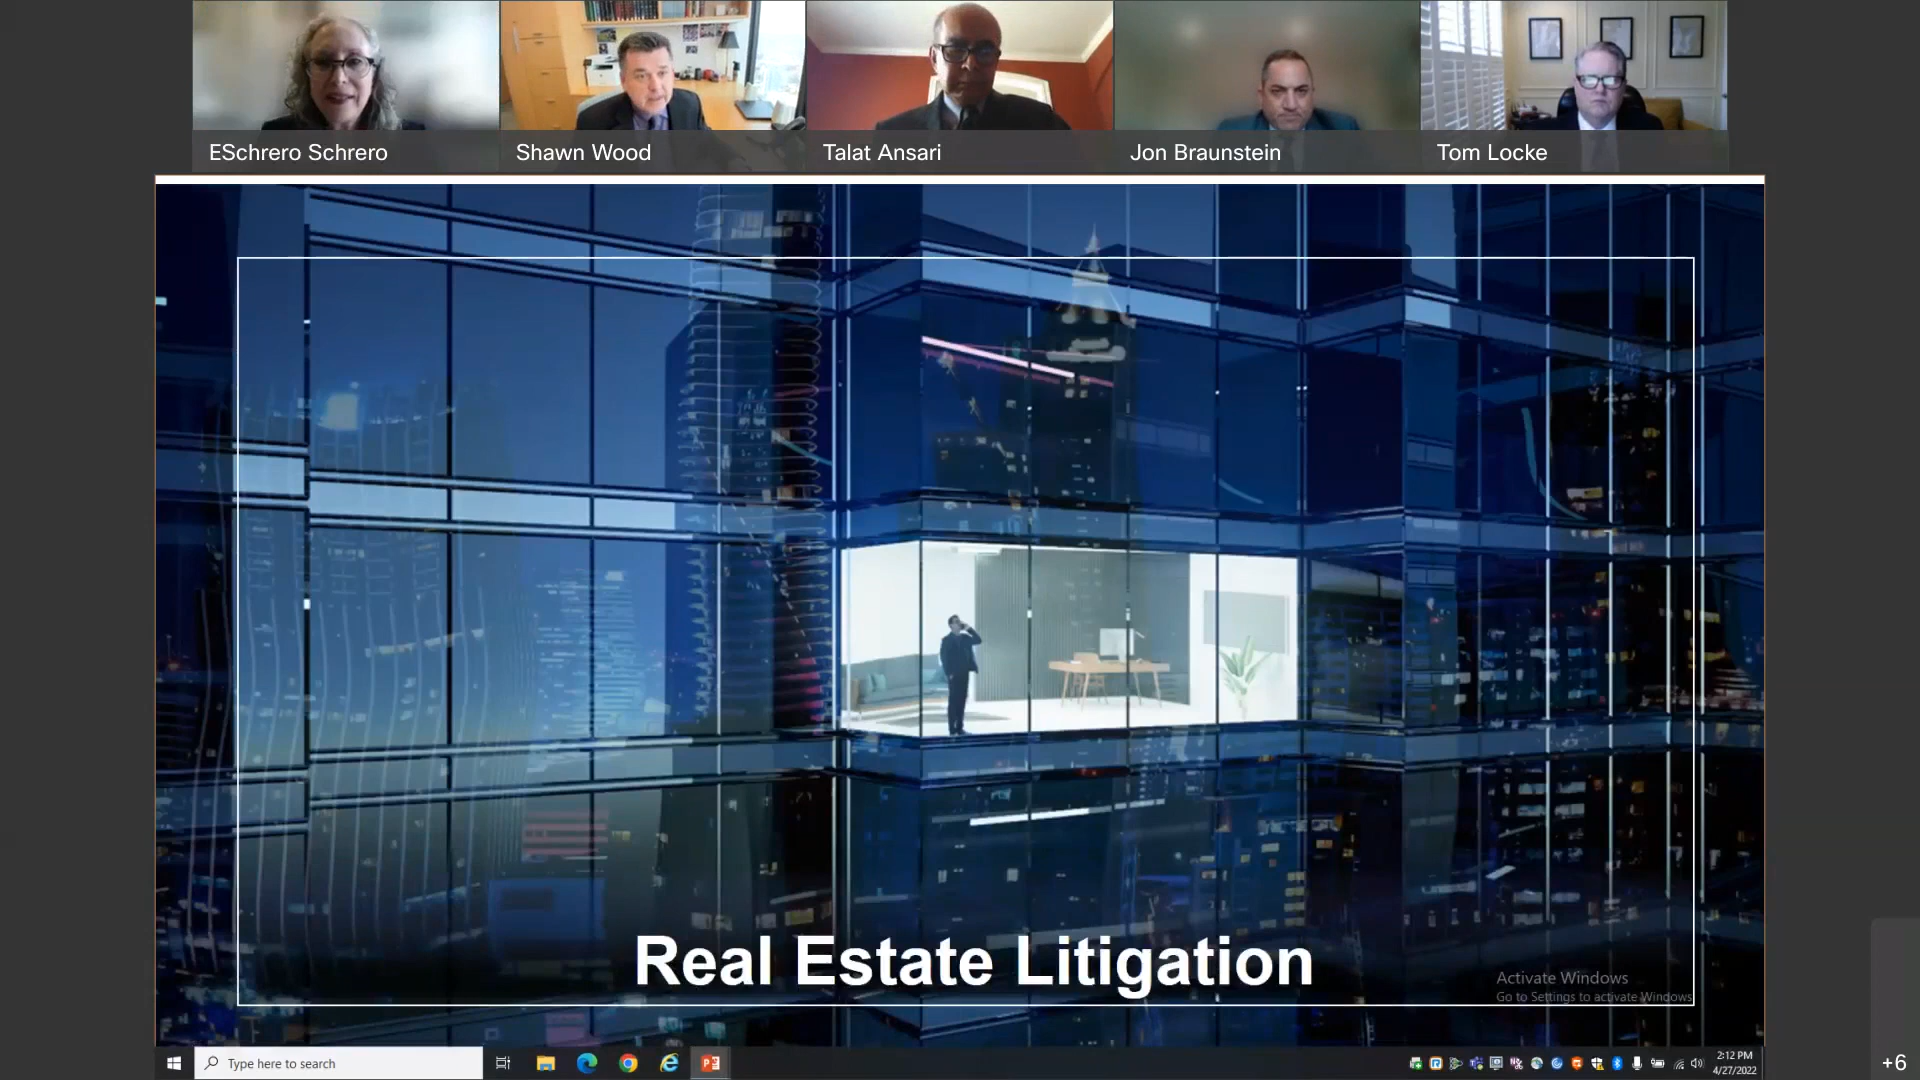 ESchrero Schrero
Shawn Wood
Talat Ansari
Jon Braunstein
Tom Locke
Real Estate Litigation
Activate Windows
Go to Settings to activate Windows
Type here to search
2:12 PM
4/27/2022
+6